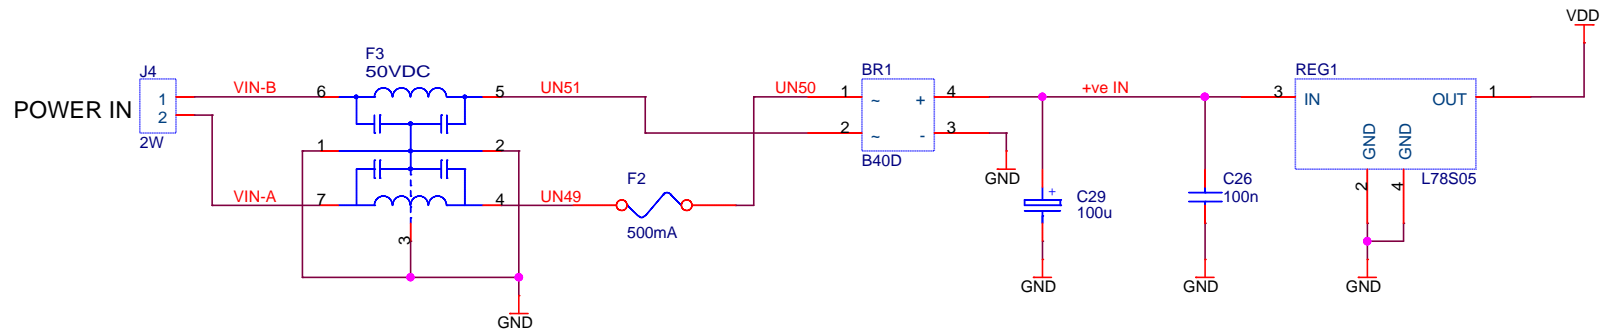 VDD
F3
50VDC
J4
BR1
REG1
POWER IN
1
2
2W
VIN-B
6
5
UN51
UN50
1
2
~
~
+
-
4
3
B40D
+ve IN
3
IN
OUT
1
GND
GND
L78S05
2
4
1
2
GND
VIN-A
7
4
UN49
F2
500mA
3
+
C29
100u
C26
100n
GND
GND
GND
GND